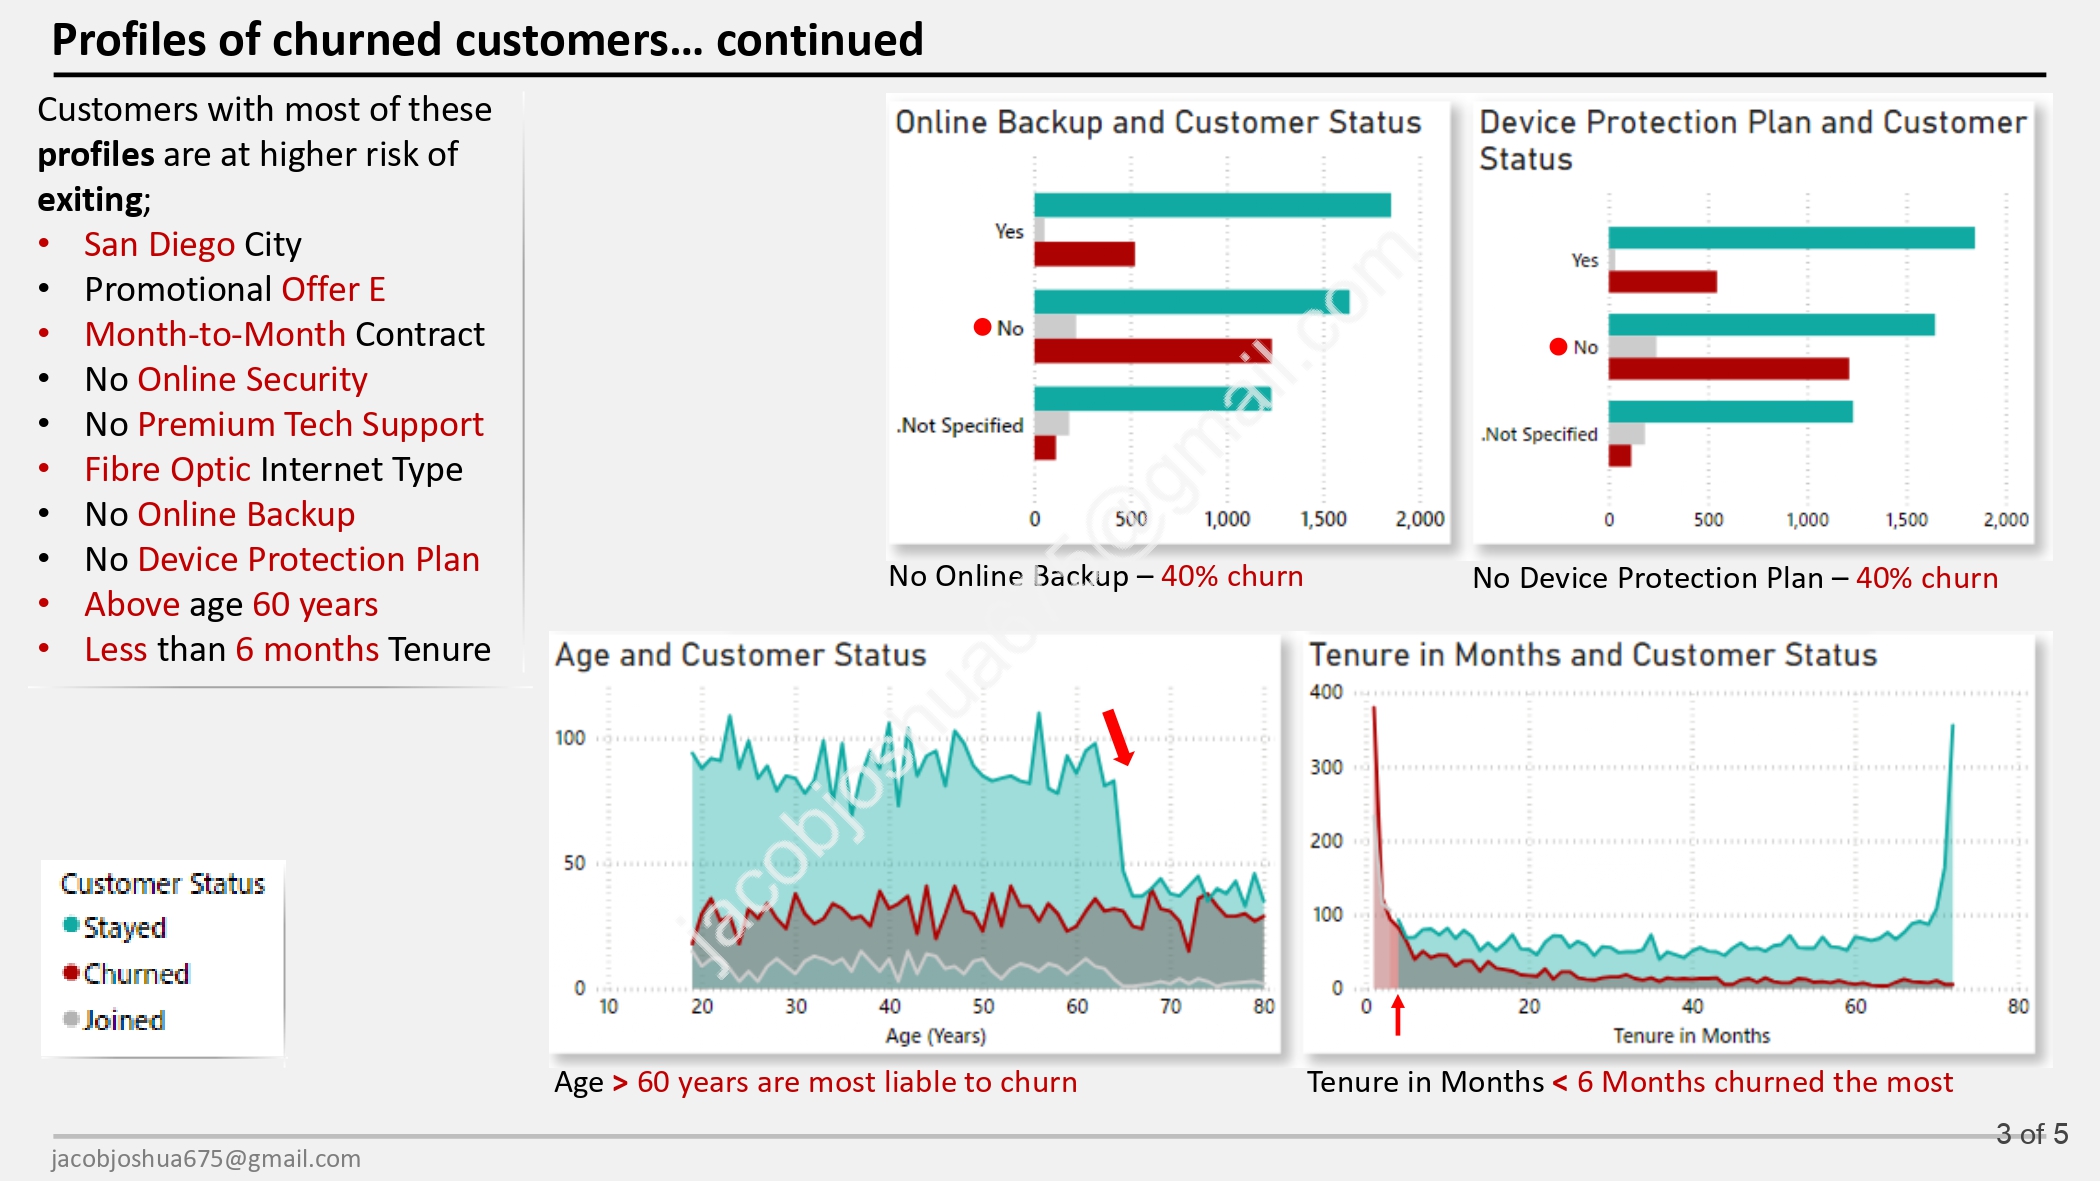 Profiles of churned customers... continued
Customers with most of these
profiles are at higher risk of
exiting;
• San Diego City
• Promotional Offer E
• Month-to-Month Contract
• No Online Security
• No Premium Tech Support
• Fibre Optic Internet Type
• No Online Backup
• No Device Protection Plan
• Above age 60 years
• Less than 6 months Tenure
Customer Status
Stayed
Churned
Joined
Online Backup and Customer Status
Yes
No
.Not Specified
0 500 1,000 1,500 2,000
No Online Backup – 40% churn
Device Protection Plan and Customer
Status
Yes
No
.Not Specified
0 500 1,000 1,500 2,000
No Device Protection Plan – 40% churn
Age and Customer Status
100
50
0
10 20 30 40 50 60 70 80
Age (Years)
Age > 60 years are most liable to churn
Tenure in Months and Customer Status
400
300
200
100
0
0 20 40 60 80
Tenure in Months
Tenure in Months < 6 Months churned the most
jacobjoshua675@gmail.com
3 of 5
jacobjoshua675@gmail.com